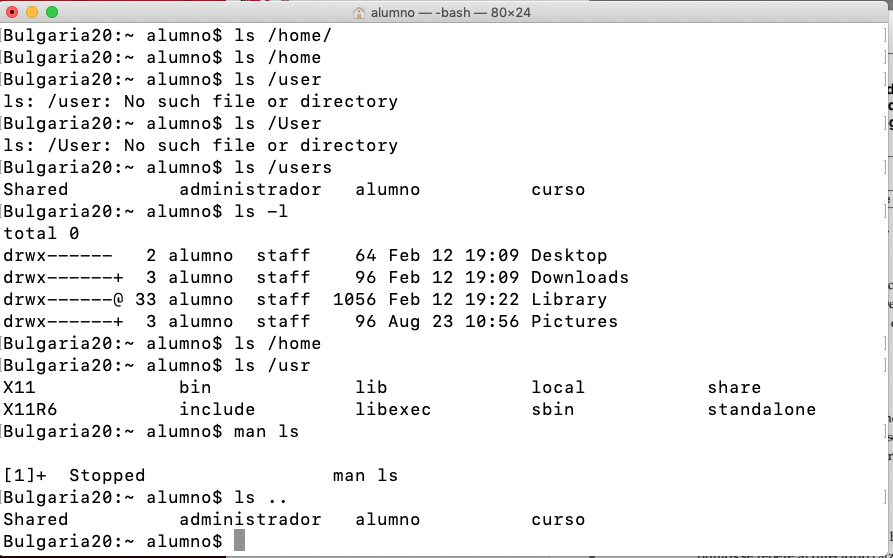 alumno — -bash — 80×24
Bulgaria20:~ alumno$ ls /home/
Bulgaria20:~ alumno$ ls /home
Bulgaria20:~ alumno$ ls /user
ls: /user: No such file or directory
Bulgaria20:~ alumno$ ls /User
ls: /User: No such file or directory
Bulgaria20:~ alumno$ ls /users
Shared          administrador   alumno          curso
Bulgaria20:~ alumno$ ls -l
total 0
drwx------   2 alumno  staff    64 Feb 12 19:09 Desktop
drwx------+  3 alumno  staff    96 Feb 12 19:09 Downloads
drwx------@ 33 alumno  staff  1056 Feb 12 19:22 Library
drwx------+  3 alumno  staff    96 Aug 23 10:56 Pictures
Bulgaria20:~ alumno$ ls /home
Bulgaria20:~ alumno$ ls /usr
X11             bin             lib             local           share
X11R6           include         libexec         sbin            standalone
Bulgaria20:~ alumno$ man ls
[1]+  Stopped                 man ls
Bulgaria20:~ alumno$ ls ..
Shared          administrador   alumno          curso
Bulgaria20:~ alumno$